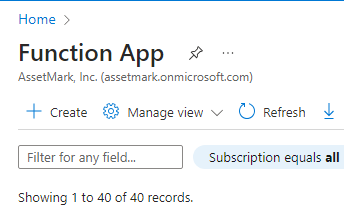 Home >
Function App
...
AssetMark, Inc. (assetmark.onmicrosoft.com)
+ Create Manage view Refresh
Filter for any field... Subscription equals all
Showing 1 to 40 of 40 records.